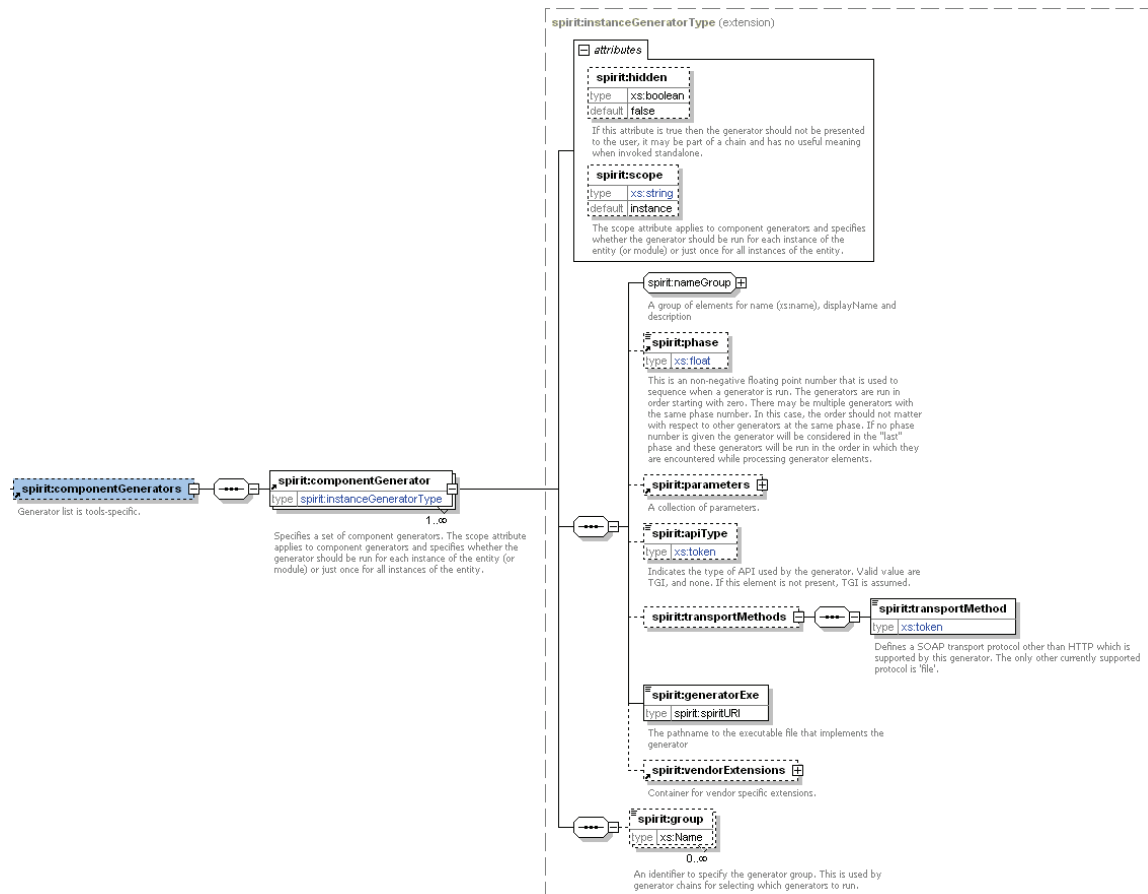 spirit:instanceGeneratorType (extension)
attributes
spirit:hidden
type xs:boolean
default false
If this attribute is true then the generator should not be presented
to the user, it may be part of a chain and has no useful meaning
when invoked standalone.
spirit:scope
type xs:string
default instance
The scope attribute applies to component generators and specifies
whether the generator should be run for each instance of the
entity (or module) or just once for all instances of the entity.
spirit:nameGroup
A group of elements for name (xs:name), displayName and
description
spirit:phase
type xs:float
This is an non-negative floating point number that is used to
sequence when a generator is run. The generators are run in
order starting with zero. There may be multiple generators with
the same phase number. In this case, the order should not matter
with respect to other generators at the same phase. If no phase
number is given the generator will be considered in the "last"
phase and these generators will be run in the order in which they
are encountered while processing generator elements.
spirit:componentGenerators
Generator list is tools-specific.
spirit:componentGenerator
type spirit:instanceGeneratorType
1..∞
Specifies a set of component generators. The scope attribute
applies to component generators and specifies whether the
generator should be run for each instance of the entity (or
module) or just once for all instances of the entity.
spirit:parameters
A collection of parameters.
spirit:apiType
type xs:token
Indicates the type of API used by the generator. Valid value are
TGI, and none. If this element is not present, TGI is assumed.
spirit:transportMethods
spirit:transportMethod
type xs:token
Defines a SOAP transport protocol other than HTTP which is
supported by this generator. The only other currently supported
protocol is 'file'.
spirit:generatorExe
type spirit:spiritURI
The pathname to the executable file that implements the
generator
spirit:vendorExtensions
Container for vendor specific extensions.
spirit:group
type xs:Name
0..∞
An identifier to specify the generator group. This is used by
generator chains for selecting which generators to run.